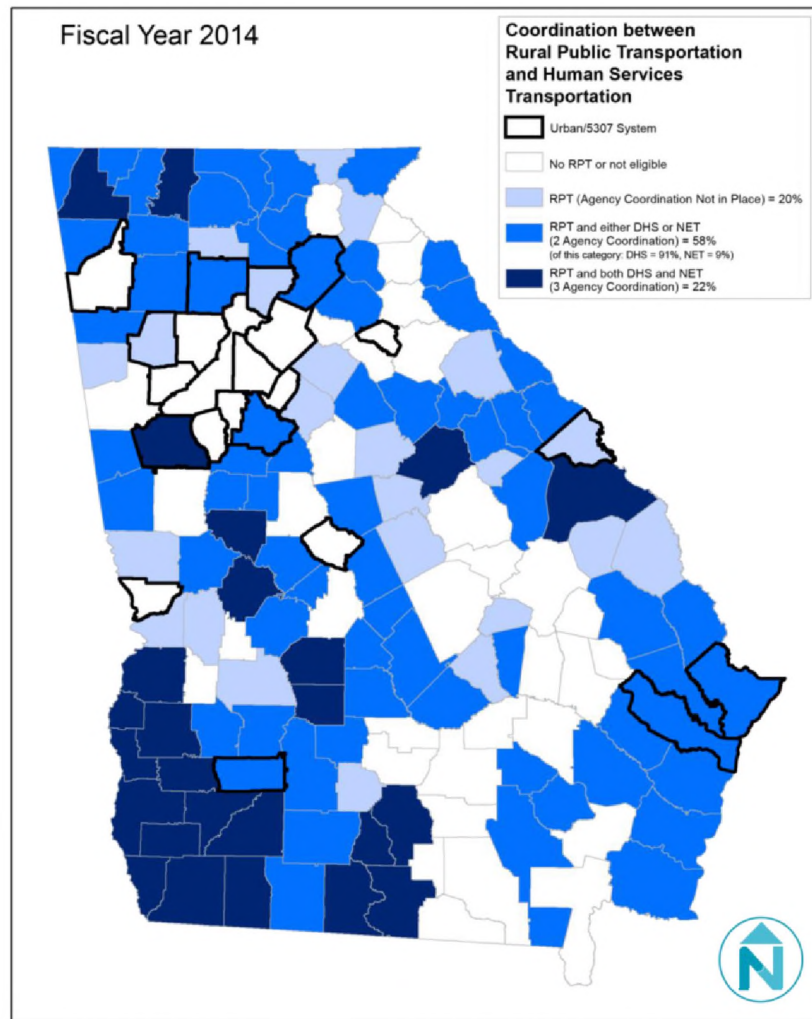 Fiscal Year 2014
Coordination between
Rural Public Transportation
and Human Services
Transportation
Urban/5307 System
No RPT or not eligible
RPT (Agency Coordination Not in Place) = 20%
RPT and either DHS or NET
(2 Agency Coordination) = 58%
(of this category: DHS = 91%, NET = 9%)
RPT and both DHS and NET
(3 Agency Coordination) = 22%
N